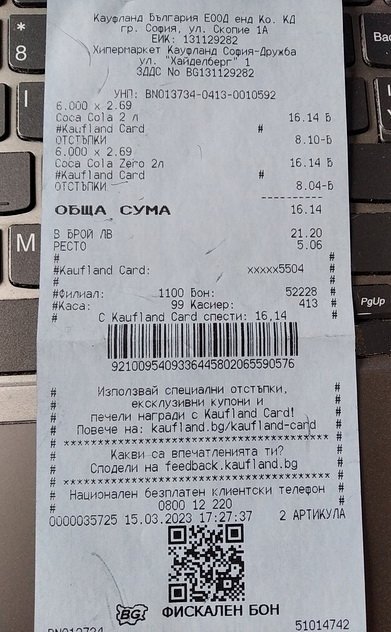 Кауфланд България ЕООД енд Ко. КД
гр. София, ул. Скопие 1А
ЕИК: 131129282
Хипермаркет Кауфланд София-Дружба
ул. "Хайделберг" 1
ЗДДС No BG131129282
УНП: BN013734-0413-0010592
6.000 x 2.69
Coca Cola 2 л 16.14 Б
#Kaufland Card #
ОТСТЪПКИ 8.10-Б
6.000 x 2.69
Coca Cola Zero 2л 16.14 Б
#Kaufland Card #
ОТСТЪПКИ 8.04-Б
ОБЩА СУМА 16.14
В БРОЙ ЛВ 21.20
РЕСТО 5.06
# #
#Kaufland Card: xxxxx5504
# #
#Филиал: 1100 Бон: 52228 #
#Каса: 99 Касиер: 413 #
С Kaufland Card спести: 16,14
9210095409336445802065590576
# Използвай специални отстъпки, #
# ексклузивни купони и #
# печели награди с Kaufland Card! #
# Повече на: kaufland.bg/kaufland-card #
************************************
# Какви са впечатленията ти? #
# Сподели на feedback.kaufland.bg #
************************************
# Национален безплатен клиентски телефон #
# 0800 12 220 #
0000035725 15.03.2023 17:27:37 2 АРТИКУЛА
BG
ФИСКАЛЕН БОН
BN013734 51014742
* 8
M
PgUp